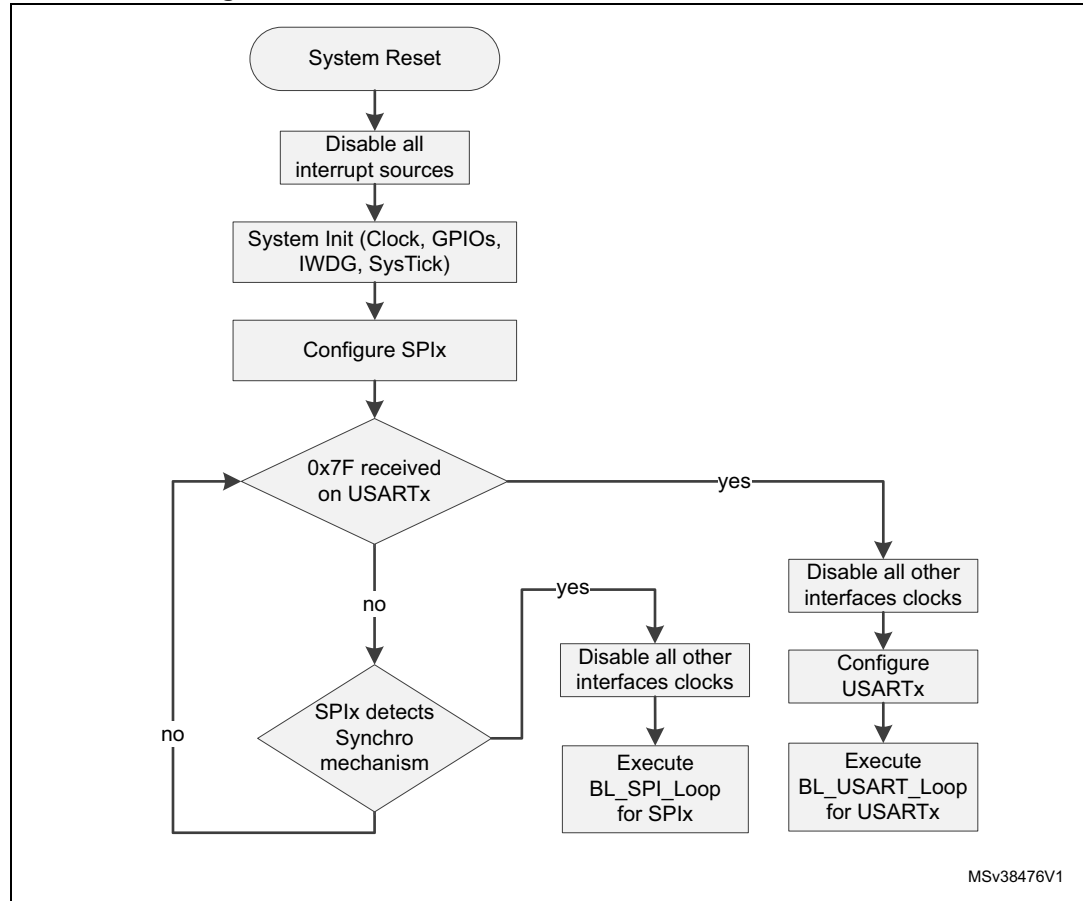 System Reset
Disable all
interrupt sources
System Init (Clock, GPIOs,
IWDG, SysTick)
Configure SPIx
0x7F received
on USARTx
yes
no
yes
Disable all other
interfaces clocks
Configure
USARTx
Execute
BL_USART_Loop
for USARTx
Disable all other
interfaces clocks
SPIx detects
Synchro
mechanism
no
Execute
BL_SPI_Loop
for SPIx
MSv38476V1